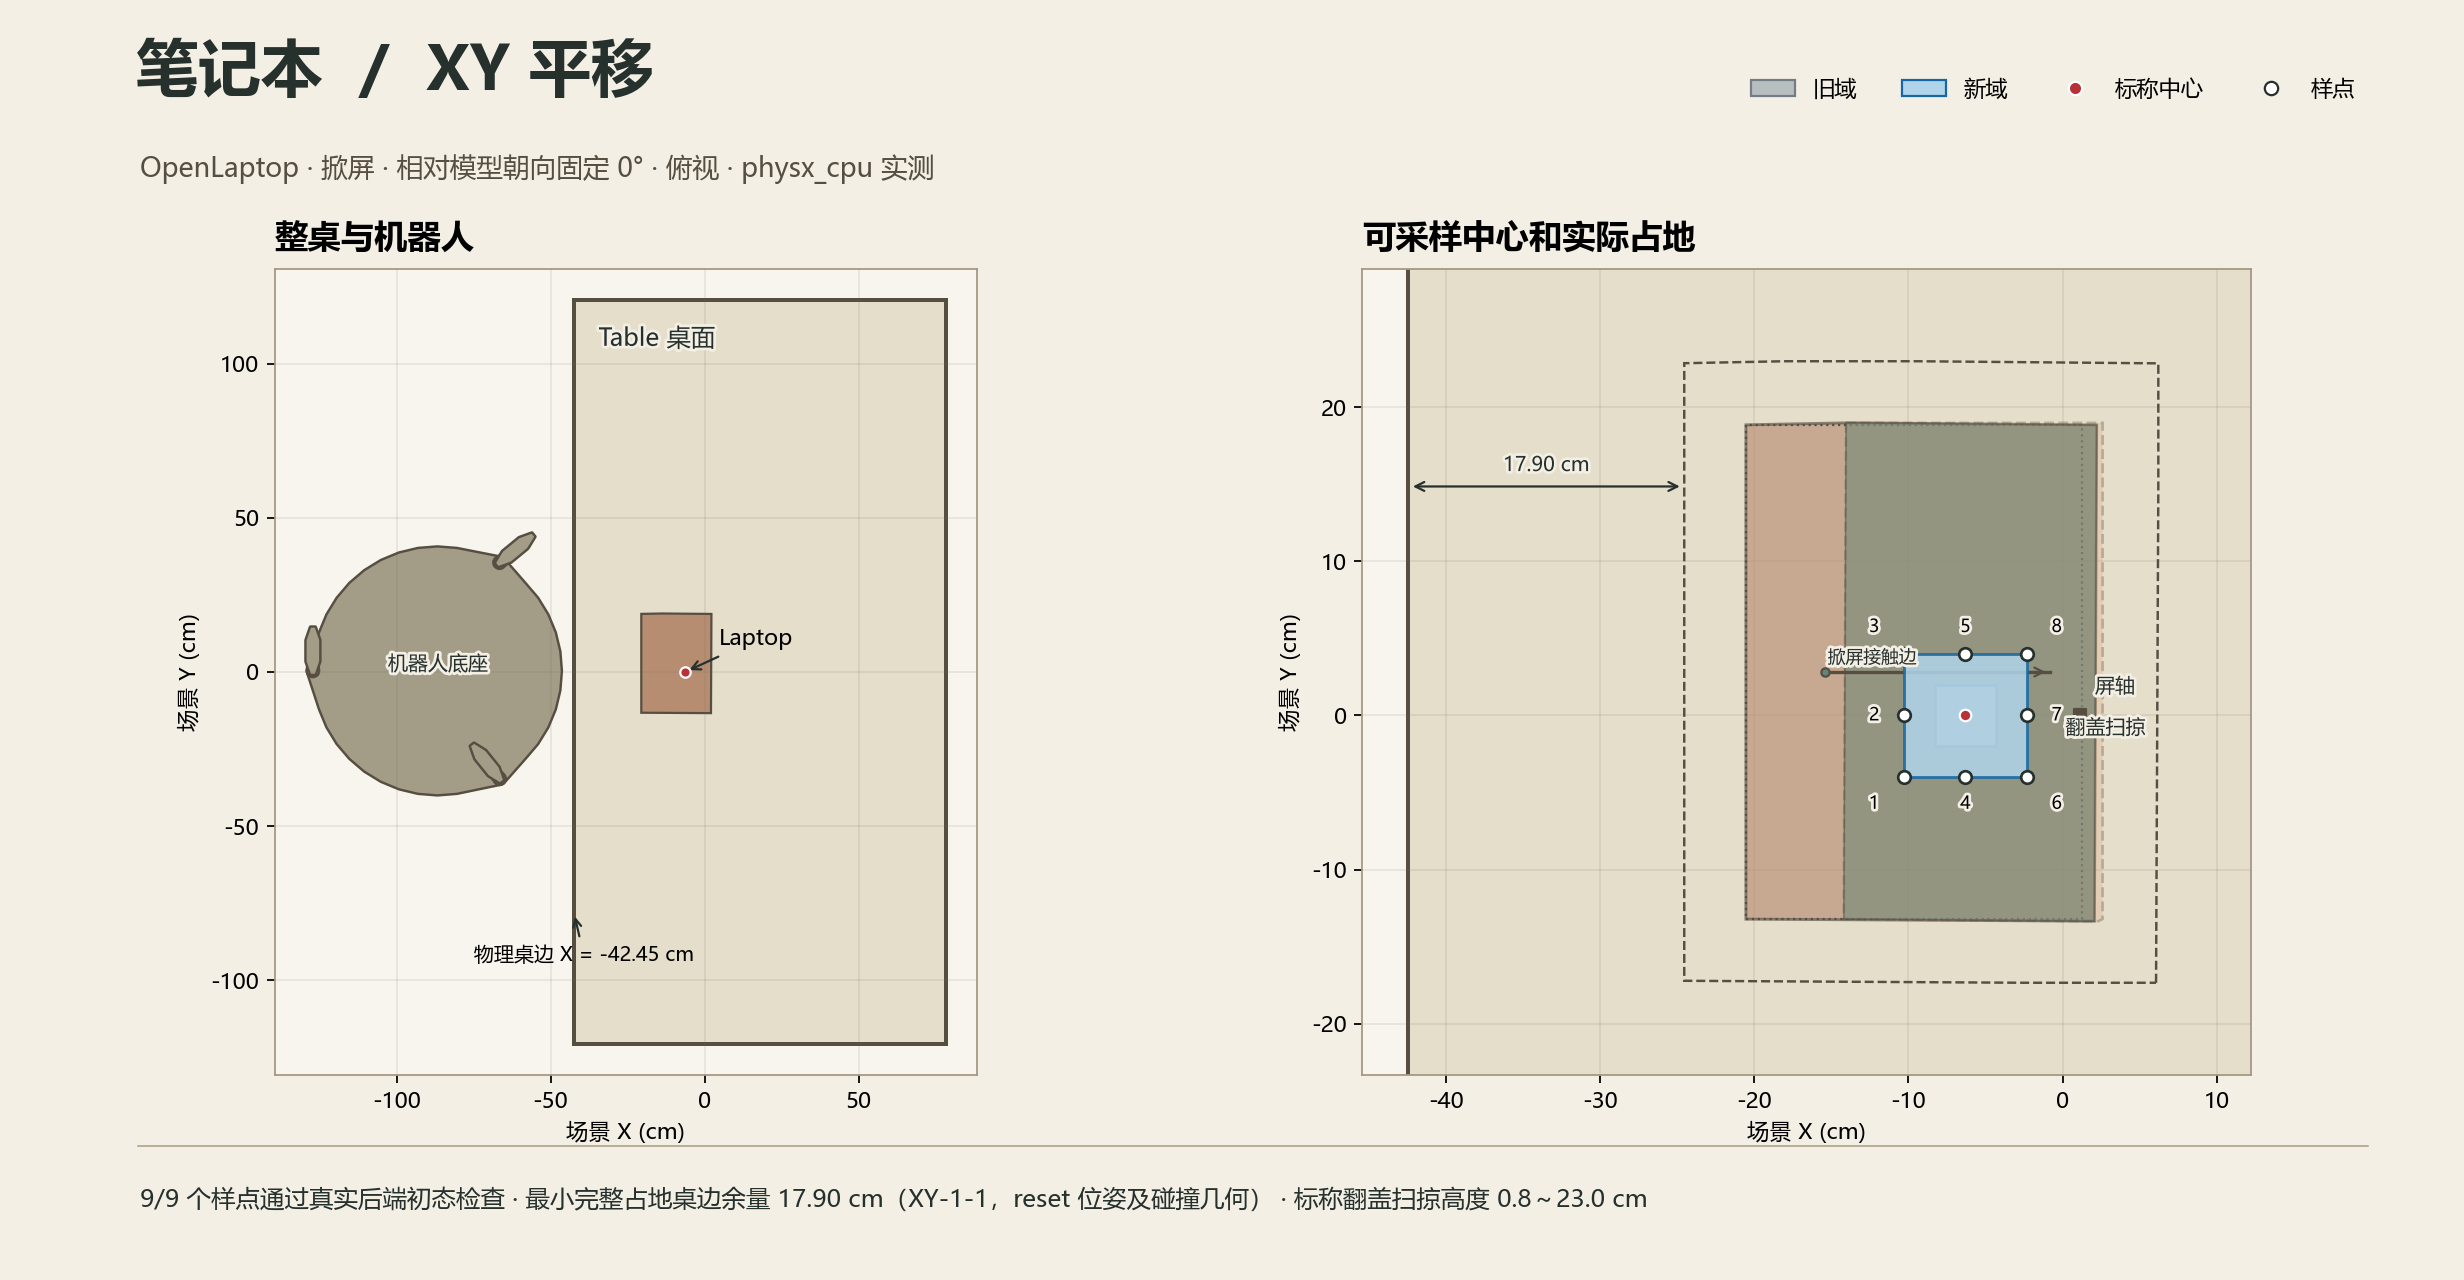 笔记本 / XY 平移
旧域
新域
标称中心
样点
OpenLaptop · 掀屏 · 相对模型朝向固定 0° · 俯视 · physx_cpu 实测
整桌与机器人
Table 桌面
机器人底座
Laptop
物理桌边 X = -42.45 cm
100
50
0
-50
-100
场景 Y (cm)
-100
-50
0
50
场景 X (cm)
可采样中心和实际占地
17.90 cm
3
5
8
掀屏接触边
屏轴
2
7
翻盖扫掠
1
4
6
20
10
0
-10
-20
场景 Y (cm)
-40
-30
-20
-10
0
10
场景 X (cm)
9/9 个样点通过真实后端初态检查 · 最小完整占地桌边余量 17.90 cm（XY-1-1，reset 位姿及碰撞几何） · 标称翻盖扫掠高度 0.8～23.0 cm